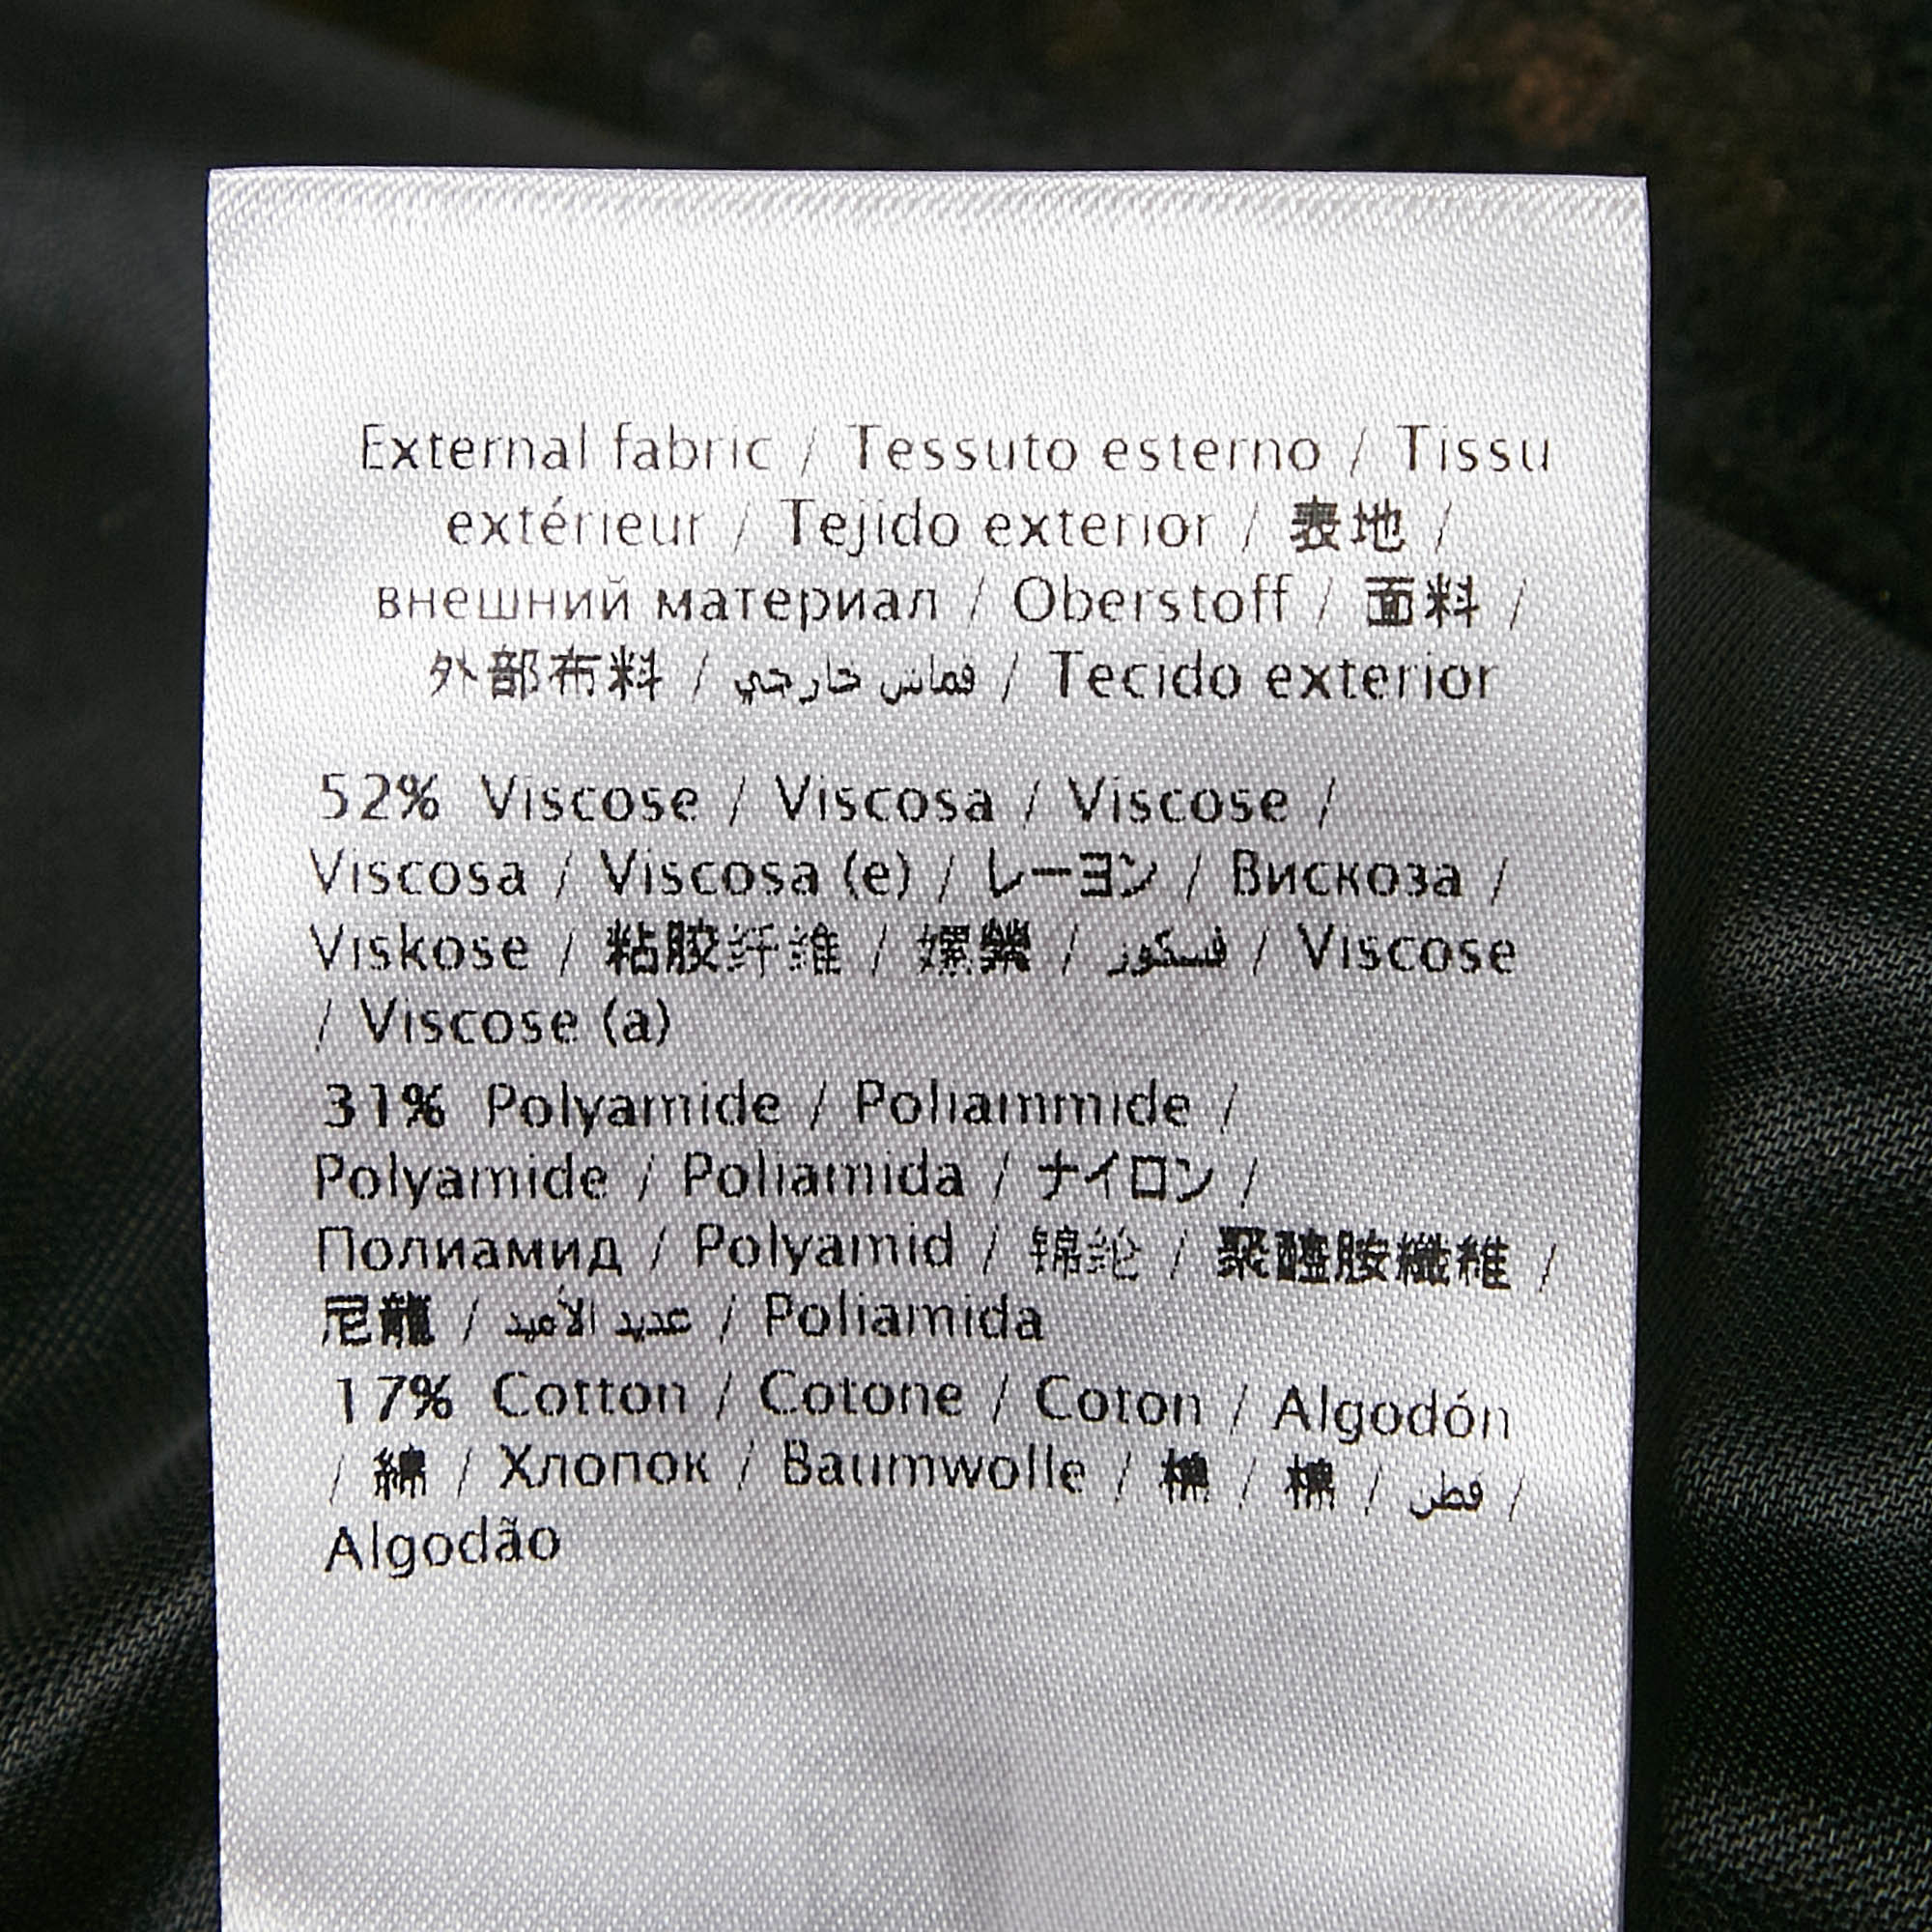 External fabric / Tessuto esterno / Tissu
extérieur / Tejido exterior / 表地 /
внешний материал / Oberstoff / 面料 /
外部布料 / قماش خارجي / Tecido exterior
52% Viscose / Viscosa / Viscose /
Viscosa / Viscosa (e) / レーヨン / Вискоза /
Viskose / 粘胶纤维 / 嫘縈 / فسكوز / Viscose
/ Viscose (a)
31% Polyamide / Poliammide /
Polyamide / Poliamida / ナイロン /
Полиамид / Polyamid / 锦纶 / 聚醯胺纖維 /
尼龍 / عديد الأميد / Poliamida
17% Cotton / Cotone / Coton / Algodón
/ 綿 / Хлопок / Baumwolle / 棉 / 棉 / قطن /
Algodão